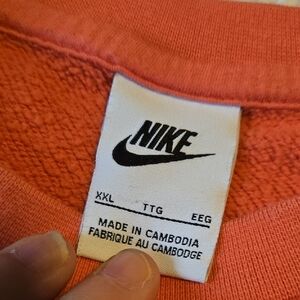 NIKE
XXL TTG EEG
MADE IN CAMBODIA
FABRIQUE AU CAMBODGE